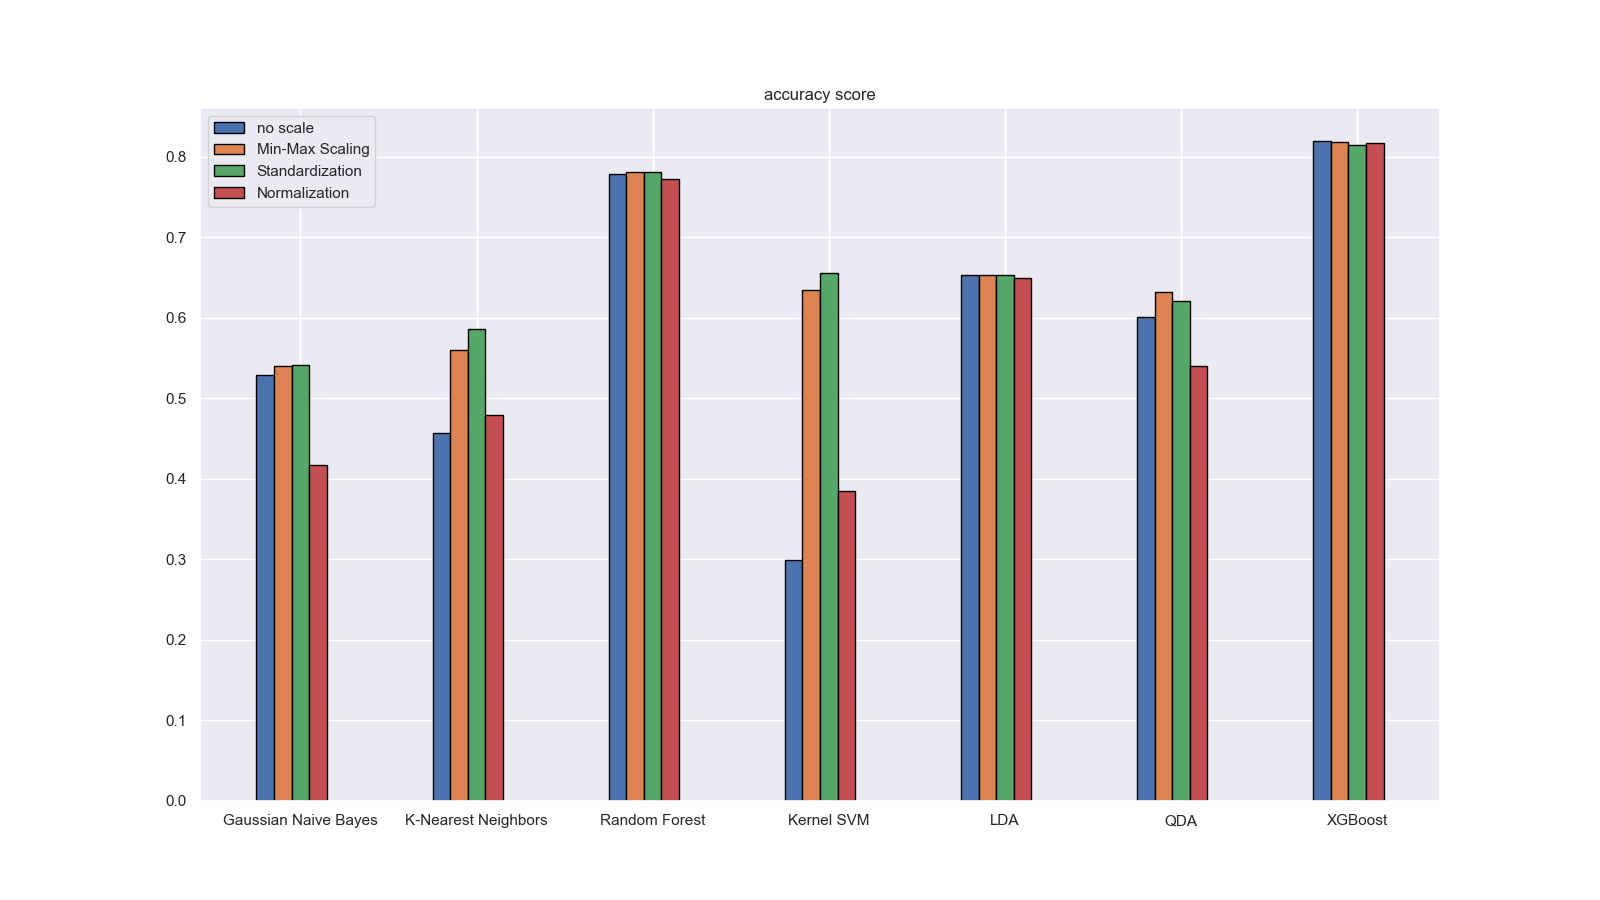 accuracy score
no scale
Min-Max Scaling
Standardization
Normalization
0.8
0.7
0.6
0.5
0.4
0.3
0.2
0.1
0.0
Gaussian Naive Bayes K-Nearest Neighbors Random Forest Kernel SVM LDA QDA XGBoost